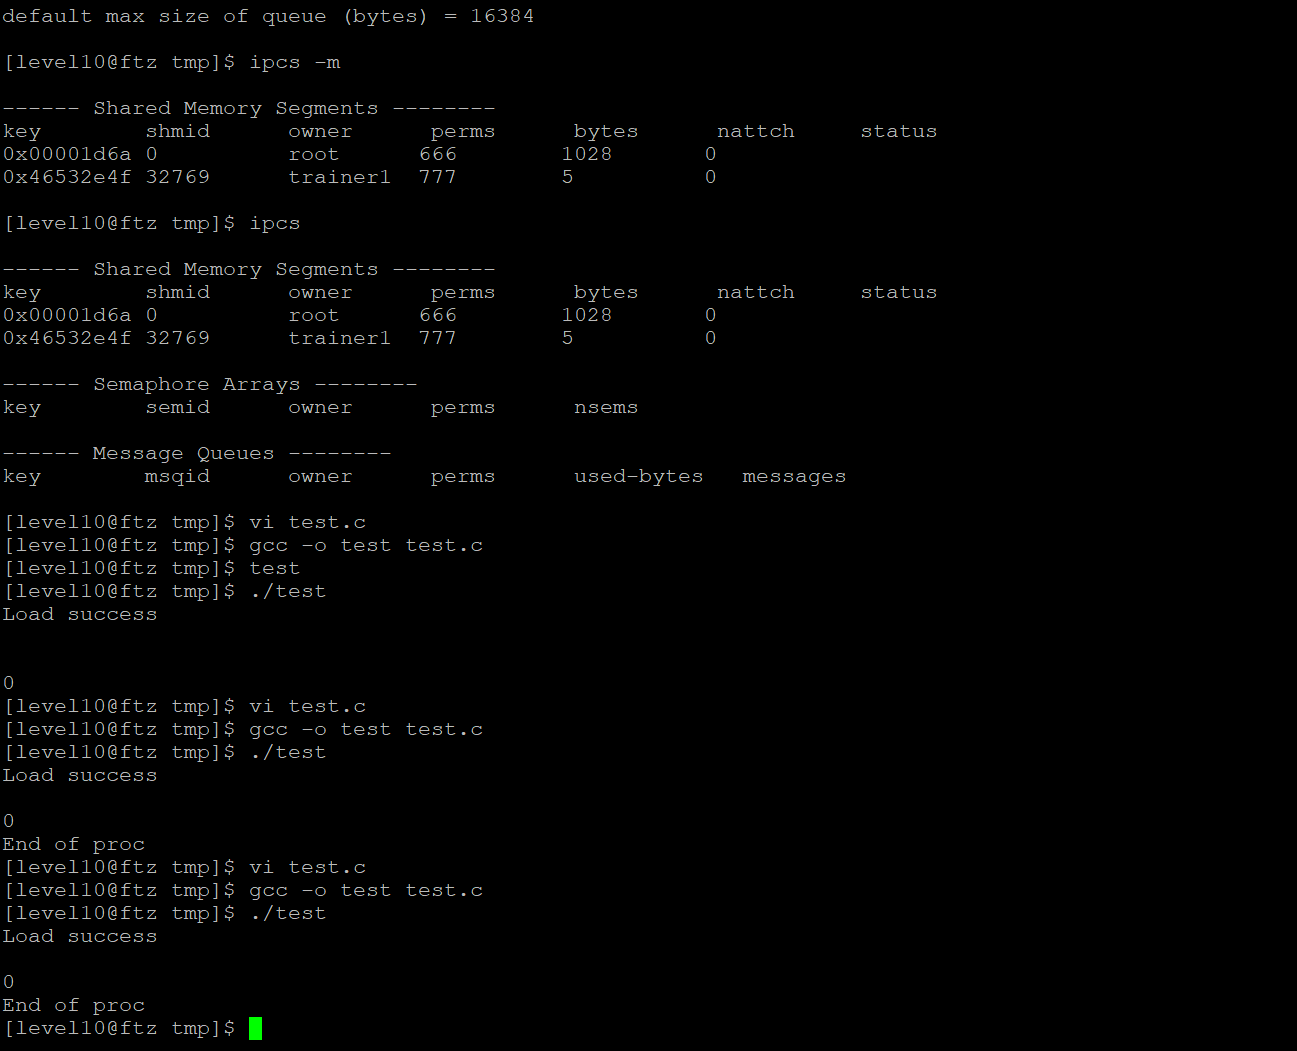 default max size of queue (bytes) = 16384
[level10@ftz tmp]$ ipcs -m
------ Shared Memory Segments --------
key        shmid      owner      perms      bytes      nattch     status
0x00001d6a 0          root      666        1028       0
0x46532e4f 32769      trainer1  777        5          0
[level10@ftz tmp]$ ipcs
------ Shared Memory Segments --------
key        shmid      owner      perms      bytes      nattch     status
0x00001d6a 0          root      666        1028       0
0x46532e4f 32769      trainer1  777        5          0
------ Semaphore Arrays --------
key        semid      owner      perms      nsems
------ Message Queues --------
key        msqid      owner      perms      used-bytes   messages
[level10@ftz tmp]$ vi test.c
[level10@ftz tmp]$ gcc -o test test.c
[level10@ftz tmp]$ test
[level10@ftz tmp]$ ./test
Load success
0
[level10@ftz tmp]$ vi test.c
[level10@ftz tmp]$ gcc -o test test.c
[level10@ftz tmp]$ ./test
Load success
0
End of proc
[level10@ftz tmp]$ vi test.c
[level10@ftz tmp]$ gcc -o test test.c
[level10@ftz tmp]$ ./test
Load success
0
End of proc
[level10@ftz tmp]$